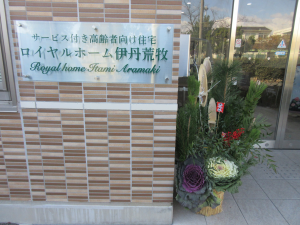 サービス付き高齢者向け住宅
ロイヤルホーム伊丹荒牧
Royal home Itami Aramaki